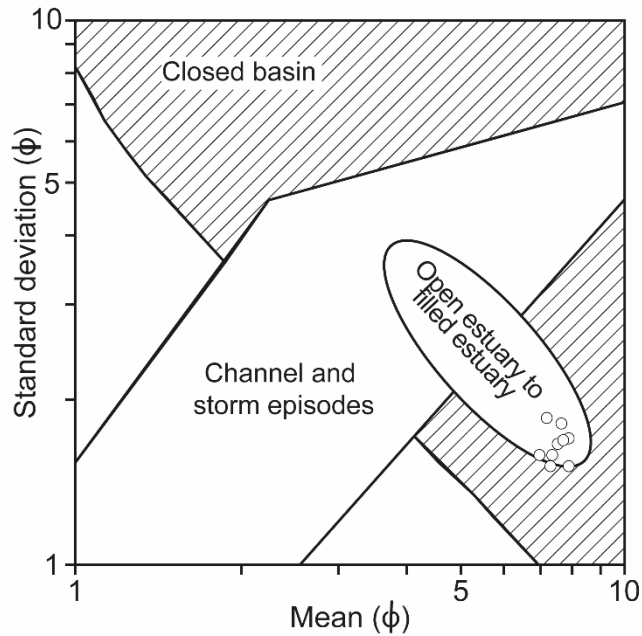 10
Closed basin
Standard deviation (ϕ)
5
Open estuary to
filled estuary
Channel and
storm episodes
1
1
5
10
Mean (ϕ)